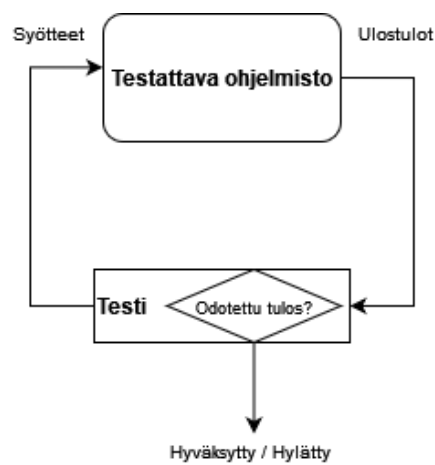 Syötteet
Ulostulot
Testattava ohjelmisto
Testi
Odotettu tulos?
Hyväksytty / Hylätty